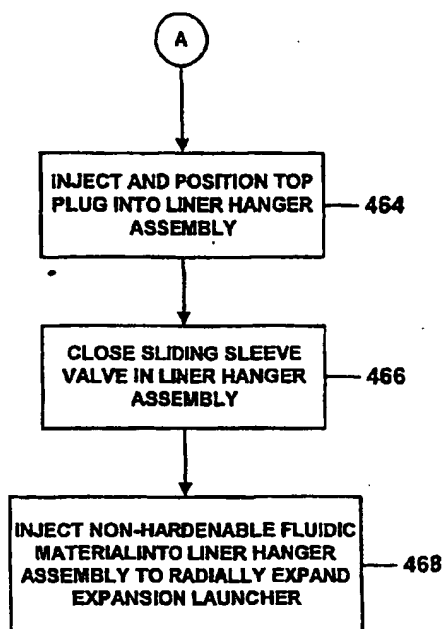 A
INJECT AND POSITION TOP
PLUG INTO LINER HANGER
ASSEMBLY
464
CLOSE SLIDING SLEEVE
VALVE IN LINER HANGER
ASSEMBLY
466
INJECT NON-HARDENABLE FLUIDIC
MATERIALINTO LINER HANGER
ASSEMBLY TO RADIALLY EXPAND
EXPANSION LAUNCHER
468